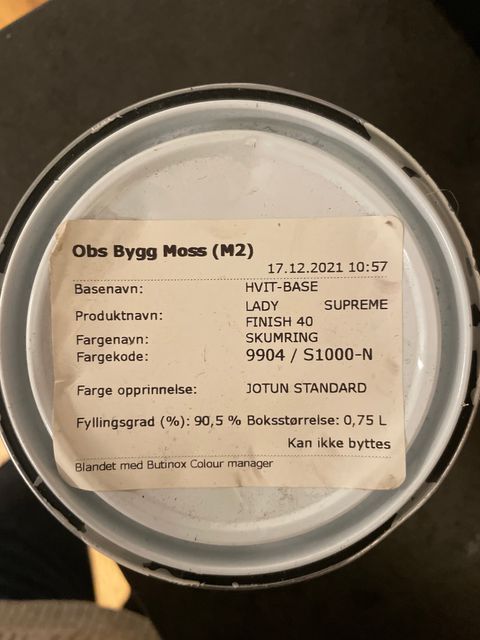 Obs Bygg Moss (M2)
17.12.2021 10:57
Basenavn: HVIT-BASE
Produktnavn: LADY SUPREME
FINISH 40
Fargenavn: SKUMRING
Fargekode: 9904 / S1000-N
Farge opprinnelse: JOTUN STANDARD
Fyllingsgrad (%): 90,5 % Boksstørrelse: 0,75 L
Kan ikke byttes
Blandet med Butinox Colour manager